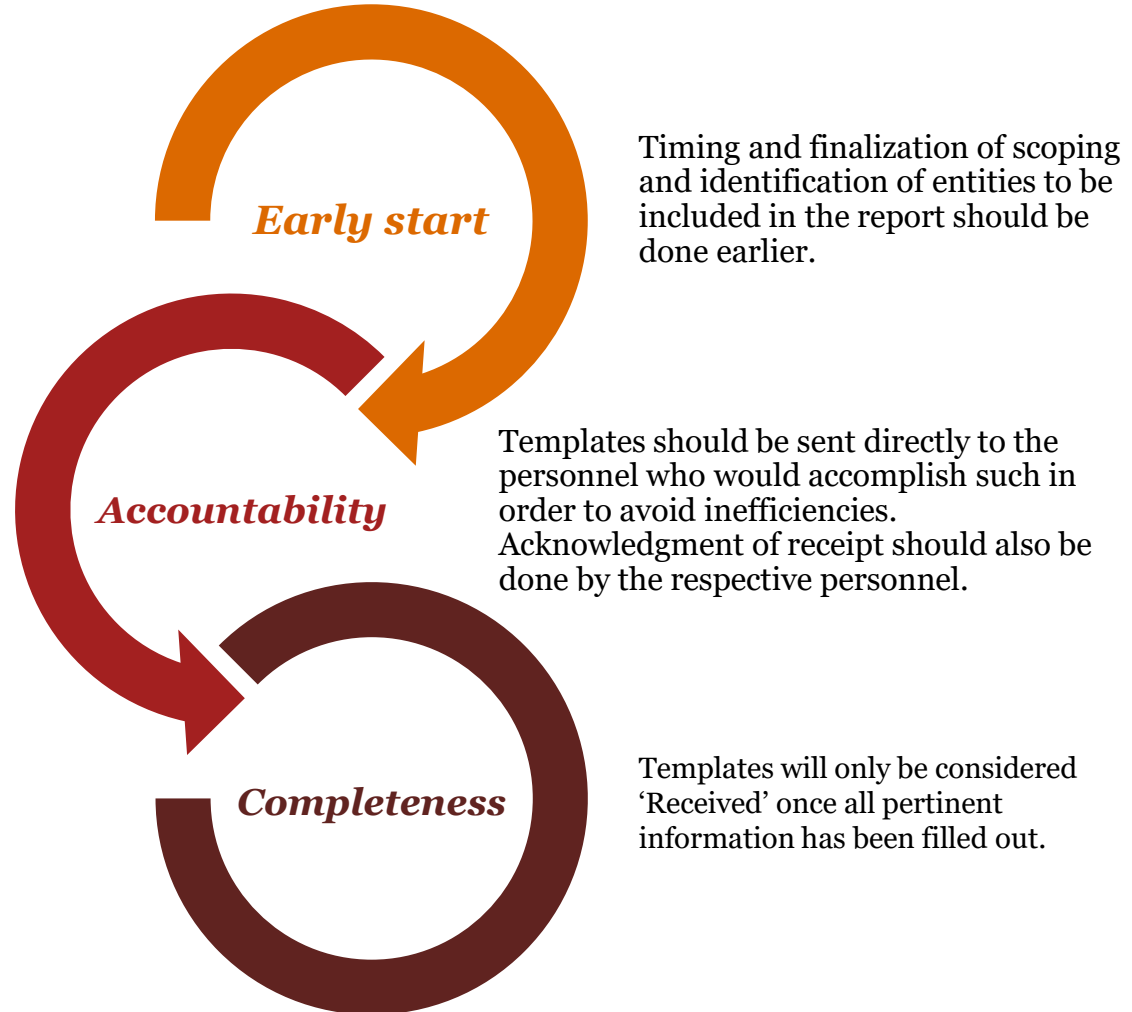 Early start
Timing and finalization of scoping
and identification of entities to be
included in the report should be
done earlier.
Accountability
Templates should be sent directly to the
personnel who would accomplish such in
order to avoid inefficiencies.
Acknowledgment of receipt should also be
done by the respective personnel.
Completeness
Templates will only be considered
‘Received’ once all pertinent
information has been filled out.